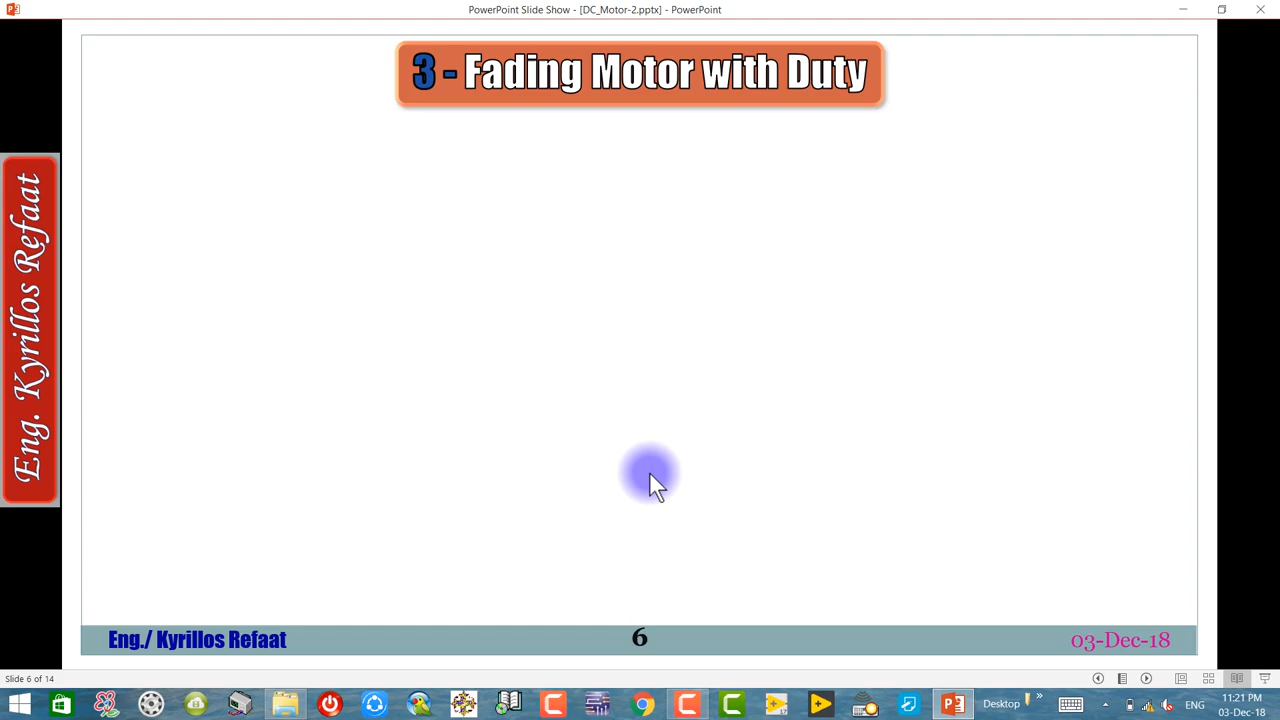 PowerPoint Slide Show - [DC_Motor-2.pptx] - PowerPoint
3 - Fading Motor with Duty
Eng. Kyrillos Refaat
Eng./ Kyrillos Refaat
6
03-Dec-18
Slide 6 of 14
Desktop
ENG
11:21 PM
03-Dec-18